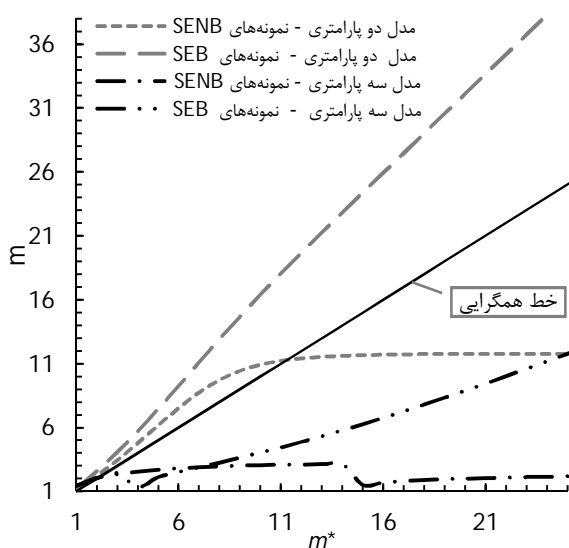 مدل دو پارامتری - نمونه‌های SENB
مدل دو پارامتری - نمونه‌های SEB
مدل سه پارامتری - نمونه‌های SENB
مدل سه پارامتری - نمونه‌های SEB
36
31
26
21
16
11
6
1
m
خط همگرایی
1 6 11 16 21
m*